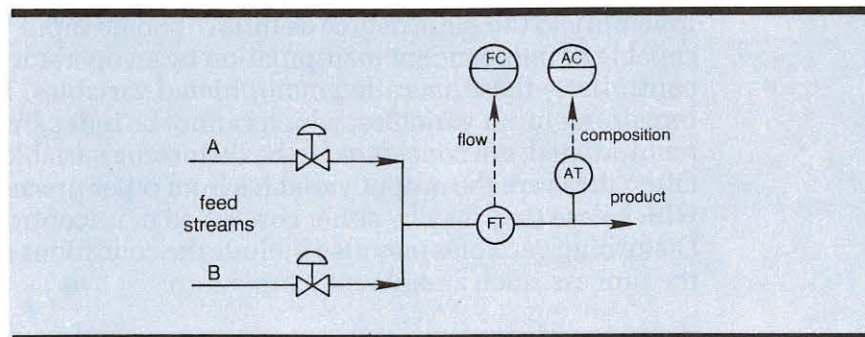 FC
AC
flow
composition
A
AT
product
feed
streams
FT
B